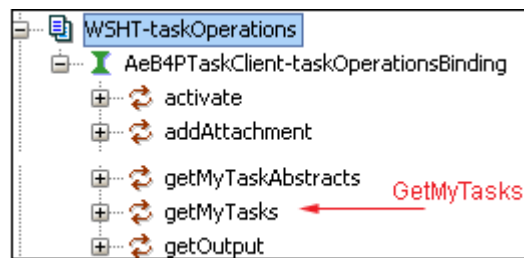 WSHT-taskOperations
AeB4PTaskClient-taskOperationsBinding
activate
addAttachment
getMyTaskAbstracts
getMyTasks GetMyTasks
getOutput